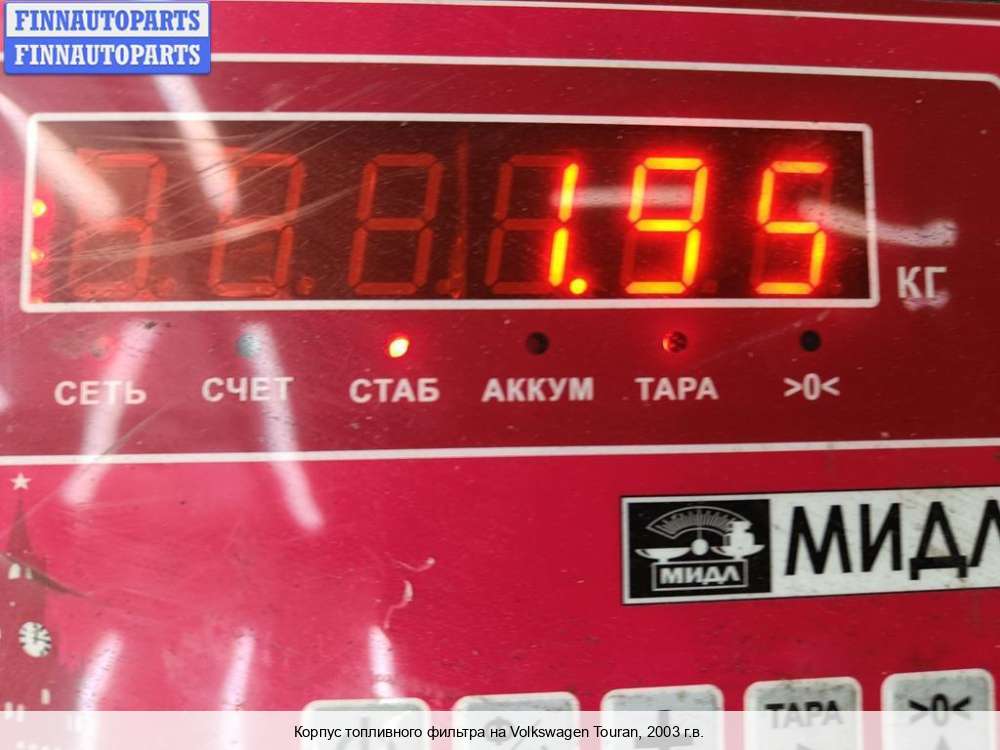 FINNAUTOPARTS
FINNAUTOPARTS
1.95
КГ
СЕТЬ СЧЕТ СТАБ АККУМ ТАРА >0<
МИДЛ
МИДЛ
ТАРА >0<
Корпус топливного фильтра на Volkswagen Touran, 2003 г.в.